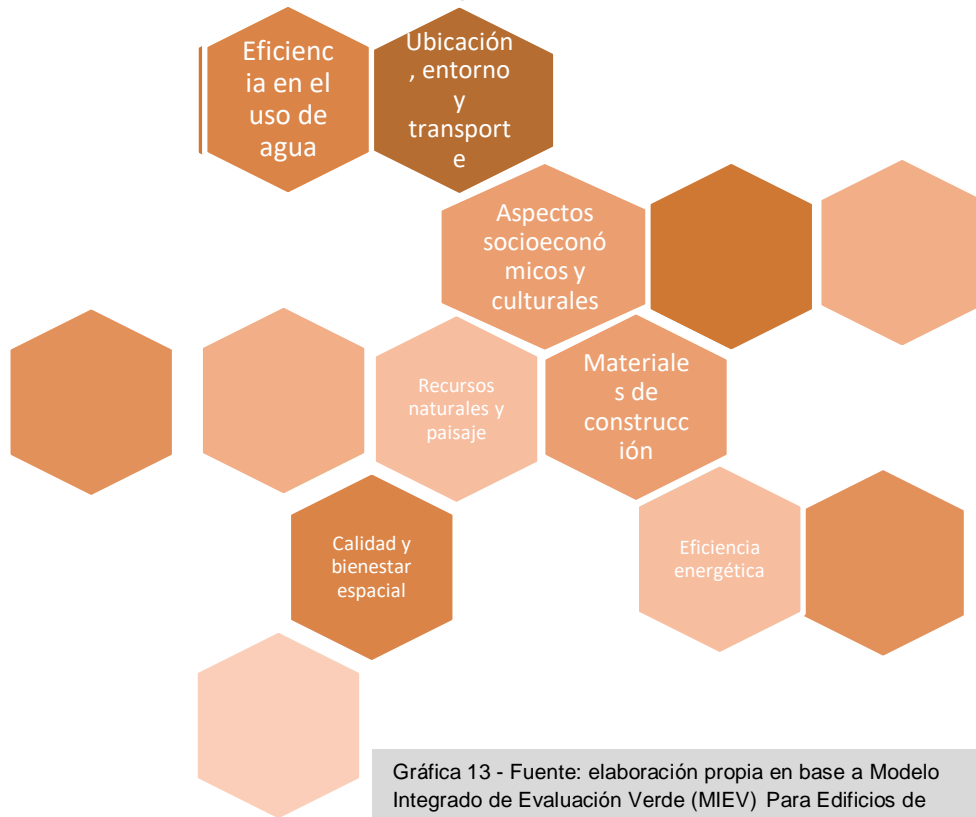 Eficienc
ia en el
uso de
agua
Ubicación
, entorno
y
transport
e
Aspectos
socioeconó
micos y
culturales
Recursos
naturales y
paisaje
Materiale
s de
construcc
ión
Calidad y
bienestar
espacial
Eficiencia
energética
Gráfica 13 - Fuente: elaboración propia en base a Modelo
Integrado de Evaluación Verde (MIEV) Para Edificios de